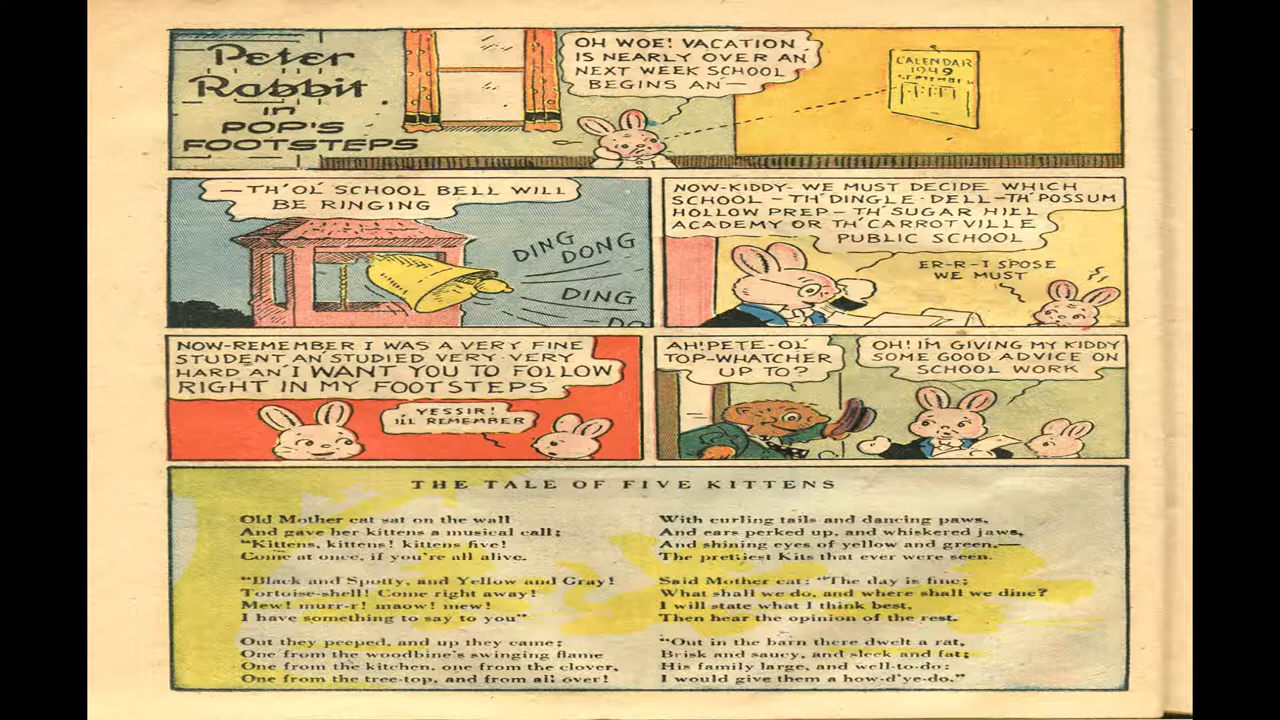 Peter
Rabbit
in
POP'S
FOOTSTEPS
OH WOE! VACATION
IS NEARLY OVER AN
NEXT WEEK SCHOOL
BEGINS AN'—
CALENDAR
1949
SEPTEMBER
—TH' OL' SCHOOL BELL WILL
BE RINGING
DING
DONG
DING
DO
NOW-KIDDY- WE MUST DECIDE WHICH
SCHOOL - TH' DINGLE-DELL-TH' POSSUM
HOLLOW PREP- TH' SUGAR HILL
ACADEMY OR TH' CARROTVILLE
PUBLIC SCHOOL
ER-R-I SPOSE
WE MUST
NOW-REMEMBER I WAS A VERY FINE
STUDENT AN' STUDIED VERY-VERY
HARD AN' I WANT YOU TO FOLLOW
RIGHT IN MY FOOTSTEPS
YESSIR!
I'LL REMEMBER
AH! PETE-OL'
TOP-WHATCHER
UP TO?
OH! I'M GIVING MY KIDDY
SOME GOOD ADVICE ON
SCHOOL WORK
THE TALE OF FIVE KITTENS
Old Mother cat sat on the wall
And gave her kittens a musical call;
"Kittens, kittens! kittens five!
Come at once, if you're all alive.
"Black and Spotty, and Yellow and Gray!
Tortoise-shell! Come right away!
Mew! murr-r! maow! mew!
I have something to say to you"
Out they peeped, and up they came;
One from the woodbine's swinging flame
One from the kitchen, one from the clover,
One from the tree-top, and from all over!
With curling tails and dancing paws,
And ears perked up, and whiskered jaws,
And shining eyes of yellow and green,—
The prettiest Kits that ever were seen.
Said Mother cat: "The day is fine;
What shall we do, and where shall we dine?
I will state what I think best,
Then hear the opinion of the rest.
"Out in the barn there dwelt a rat,
Brisk and saucy, and sleek and fat;
His family large, and well-to-do:
I would give them a how-d'ye-do."